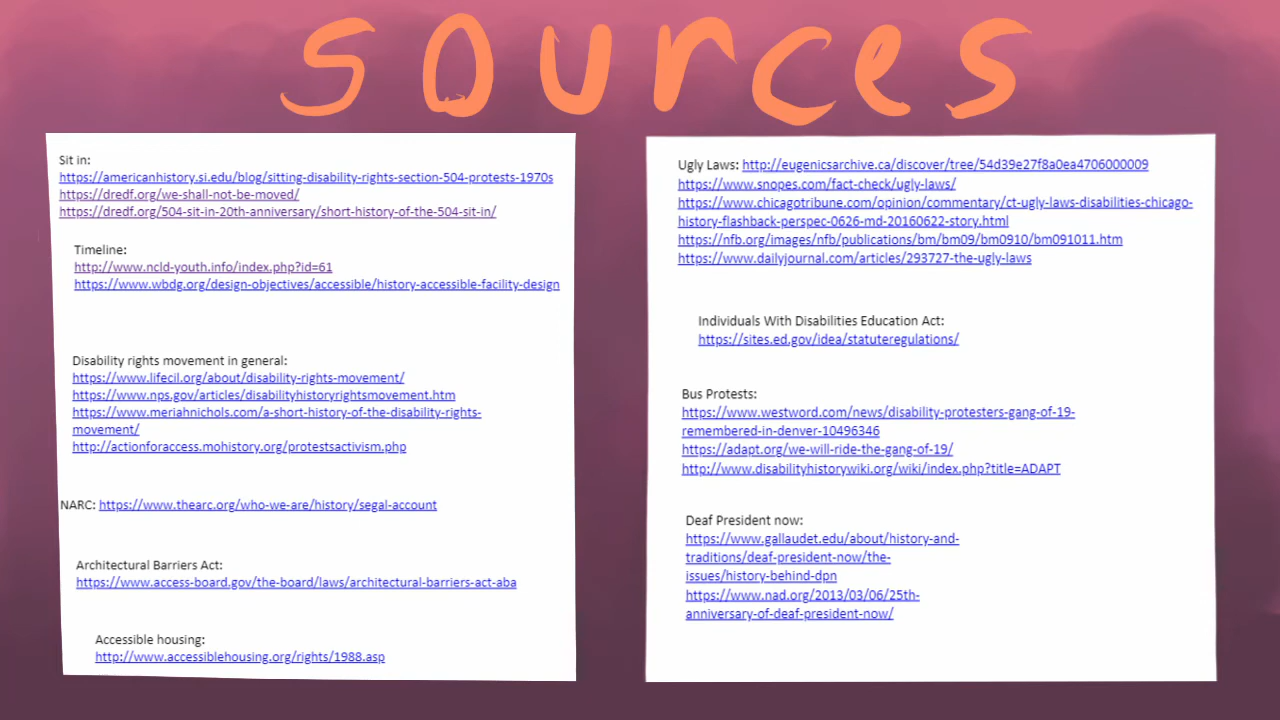 sources
Sit in:
https://americanhistory.si.edu/blog/sitting-disability-rights-section-504-protests-1970s
https://dredf.org/we-shall-not-be-moved/
https://dredf.org/504-sit-in-20th-anniversary/short-history-of-the-504-sit-in/
Timeline:
http://www.ncld-youth.info/index.php?id=61
https://www.wbdg.org/design-objectives/accessible/history-accessible-facility-design
Disability rights movement in general:
https://www.lifecil.org/about/disability-rights-movement/
https://www.nps.gov/articles/disabilityhistoryrightsmovement.htm
https://www.meriahnichols.com/a-short-history-of-the-disability-rights-
movement/
http://actionforaccess.mohistory.org/protestsactivism.php
NARC: https://www.thearc.org/who-we-are/history/segal-account
Architectural Barriers Act:
https://www.access-board.gov/the-board/laws/architectural-barriers-act-aba
Accessible housing:
http://www.accessiblehousing.org/rights/1988.asp
Ugly Laws: http://eugenicsarchive.ca/discover/tree/54d39e27f8a0ea4706000009
https://www.snopes.com/fact-check/ugly-laws/
https://www.chicagotribune.com/opinion/commentary/ct-ugly-laws-disabilities-chicago-
history-flashback-perspec-0626-md-20160622-story.html
https://nfb.org/images/nfb/publications/bm/bm09/bm0910/bm091011.htm
https://www.dailyjournal.com/articles/293727-the-ugly-laws
Individuals With Disabilities Education Act:
https://sites.ed.gov/idea/statuteregulations/
Bus Protests:
https://www.westword.com/news/disability-protesters-gang-of-19-
remembered-in-denver-10496346
https://adapt.org/we-will-ride-the-gang-of-19/
http://www.disabilityhistorywiki.org/wiki/index.php?title=ADAPT
Deaf President now:
https://www.gallaudet.edu/about/history-and-
traditions/deaf-president-now/the-
issues/history-behind-dpn
https://www.nad.org/2013/03/06/25th-
anniversary-of-deaf-president-now/